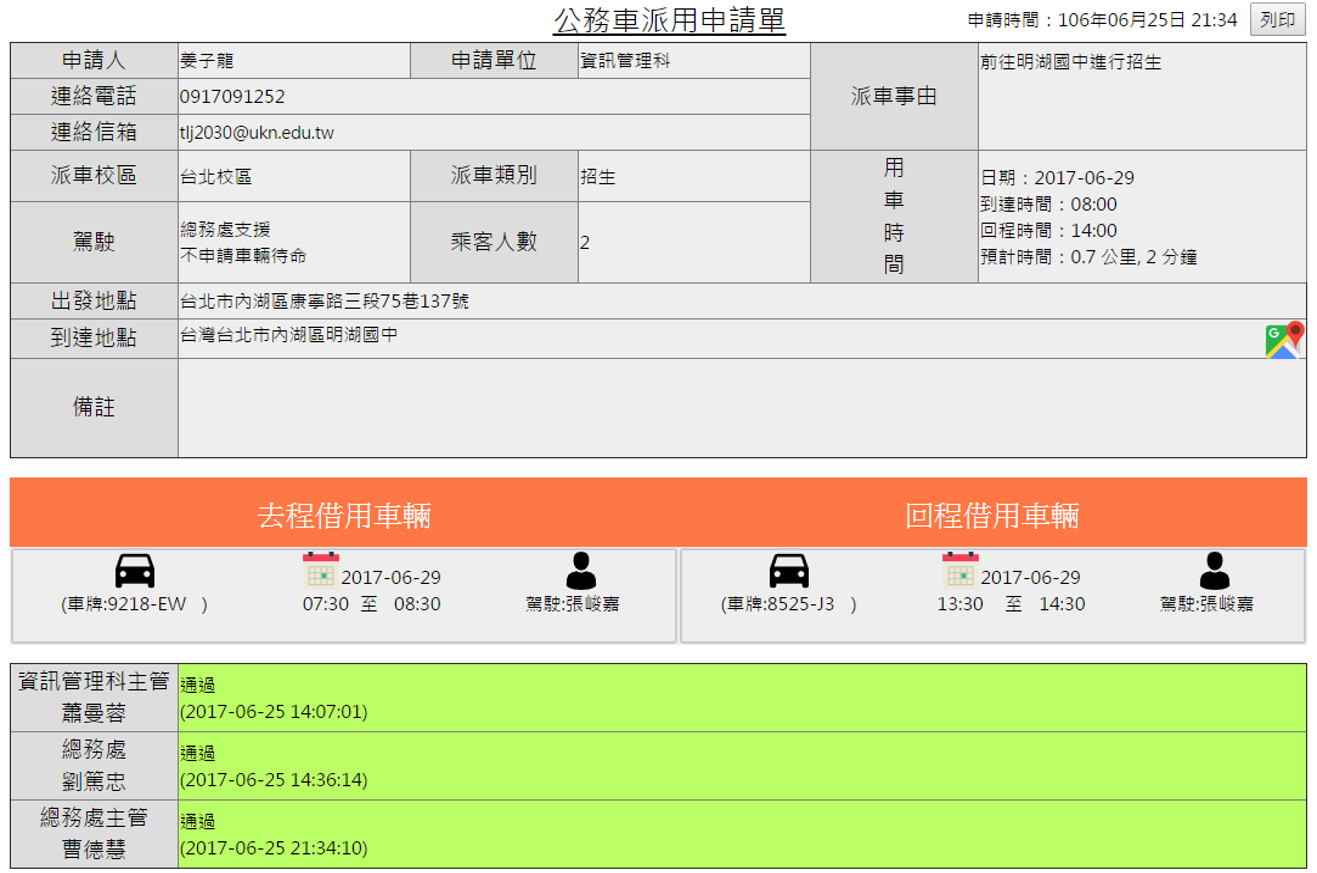 公務車派用申請單
申請時間：106年06月25日 21:34
列印
申請人 姜子龍 申請單位 資訊管理科
派車事由 前往明湖國中進行招生
連絡電話 0917091252
連絡信箱 tlj2030@ukn.edu.tw
派車校區 台北校區 派車類別 招生
駕駛 總務處支援
不申請車輛待命
乘客人數 2
用
車
時
間
日期：2017-06-29
到達時間：08:00
回程時間：14:00
預計時間：0.7 公里, 2 分鐘
出發地點 台北市內湖區康寧路三段75巷137號
到達地點 台灣台北市內湖區明湖國中
G
備註
去程借用車輛
(車牌:9218-EW )
2017-06-29
07:30 至 08:30
駕駛:張峻嘉
回程借用車輛
(車牌:8525-J3 )
2017-06-29
13:30 至 14:30
駕駛:張峻嘉
資訊管理科主管
蕭曼蓉
通過
(2017-06-25 14:07:01)
總務處
劉篤忠
通過
(2017-06-25 14:36:14)
總務處主管
曹德慧
通過
(2017-06-25 21:34:10)